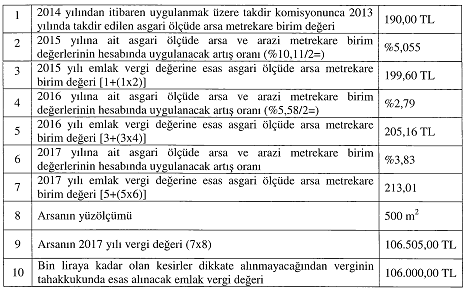 1
2014 yılından itibaren uygulanmak üzere takdir komisyonunca 2013
yılında takdir edilen asgari ölçüde arsa metrekare birim değeri
190,00 TL
2
2015 yılına ait asgari ölçüde arsa ve arazi metrekare birim
değerlerinin hesabında uygulanacak artış oranı (%10,11/2=)
%5,055
3
2015 yılı emlak vergi değerine esas asgari ölçüde arsa metrekare
birim değeri [1+(1x2)]
199,60 TL
4
2016 yılına ait asgari ölçüde arsa ve arazi metrekare birim
değerlerinin hesabında uygulanacak artış oranı (%5,58/2=)
%2,79
5
2016 yılı emlak vergi değerine esas asgari ölçüde arsa metrekare
birim değeri [3+(3x4)]
205,16 TL
6
2017 yılına ait asgari ölçüde arsa ve arazi metrekare birim
değerlerinin hesabında uygulanacak artış oranı
%3,83
7
2017 yılı emlak vergi değerine esas asgari ölçüde arsa metrekare
birim değeri [5+(5x6)]
213,01
8
Arsanın yüzölçümü
500 m²
9
Arsanın 2017 yılı vergi değeri (7x8)
106.505,00 TL
10
Bin liraya kadar olan kesirler dikkate alınmayacağından verginin
tahakkukunda esas alınacak emlak vergi değeri
106.000,00 TL